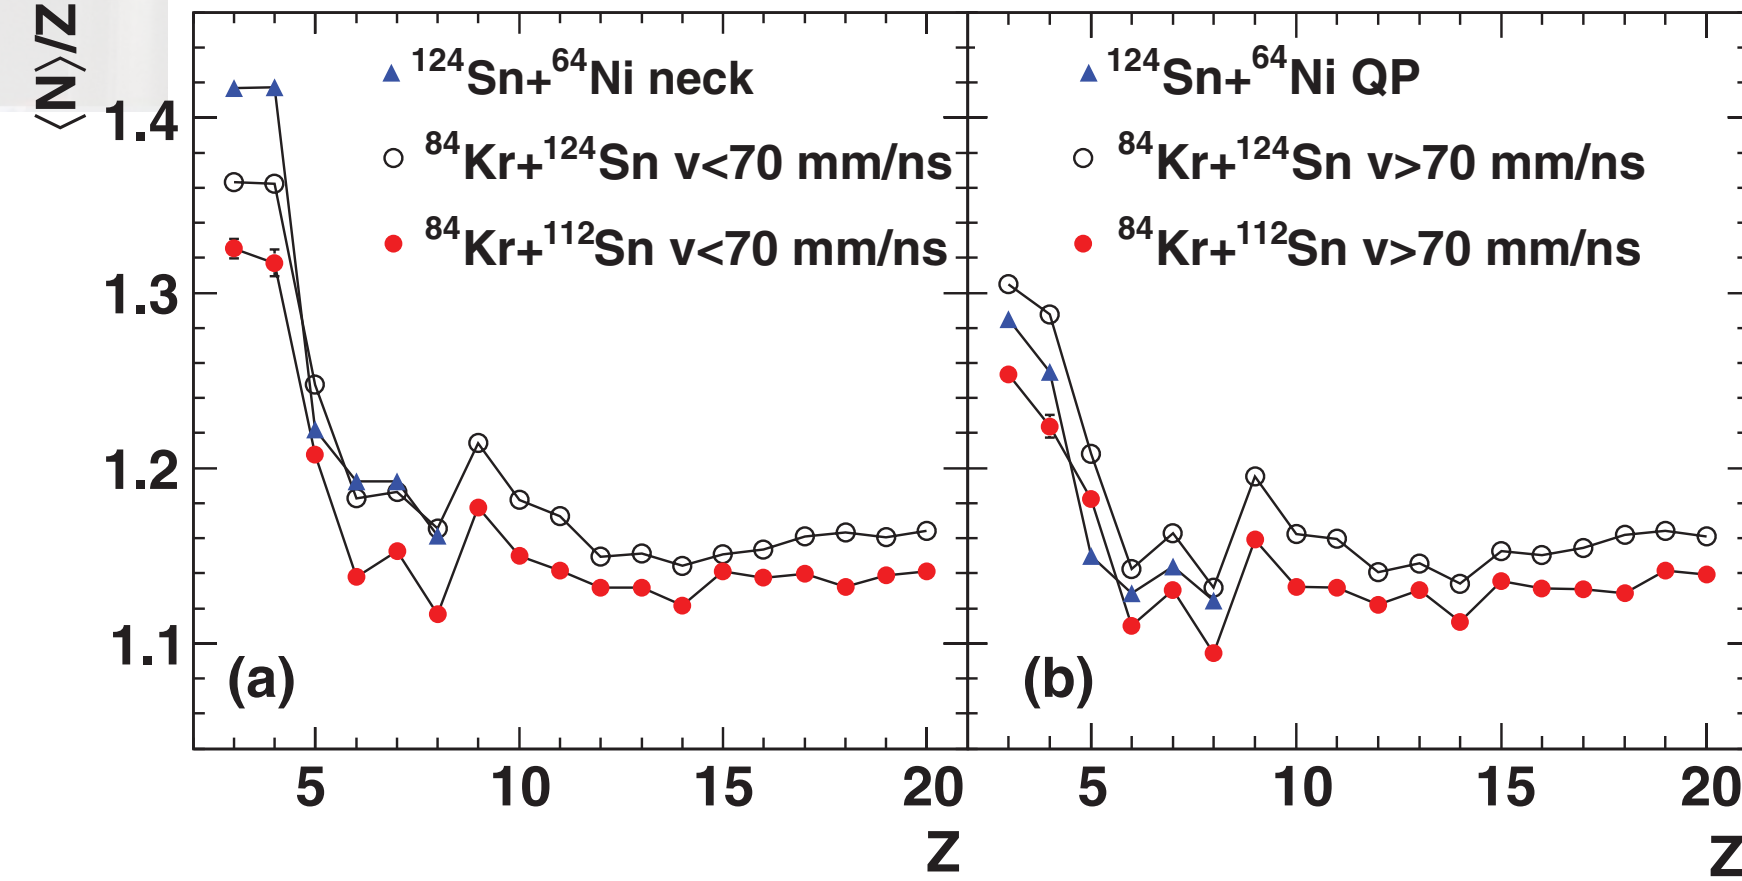 ⟨N⟩/Z
1.4
1.3
1.2
1.1
▲ ¹²⁴Sn+⁶⁴Ni neck
○ ⁸⁴Kr+¹²⁴Sn v<70 mm/ns
● ⁸⁴Kr+¹¹²Sn v<70 mm/ns
(a)
5 10 15 20
Z
▲ ¹²⁴Sn+⁶⁴Ni QP
○ ⁸⁴Kr+¹²⁴Sn v>70 mm/ns
● ⁸⁴Kr+¹¹²Sn v>70 mm/ns
(b)
5 10 15 20
Z